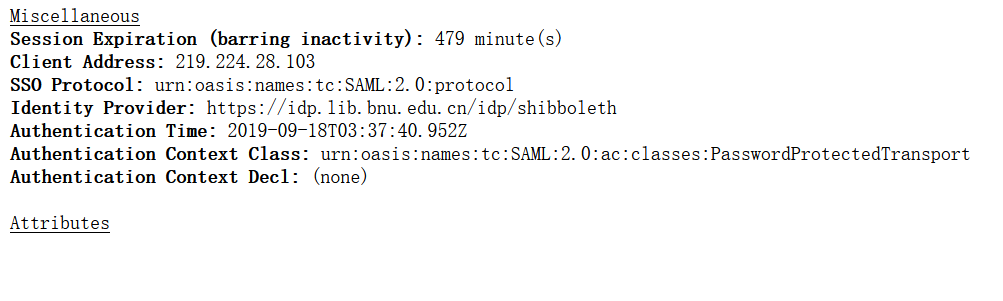 Miscellaneous
Session Expiration (barring inactivity): 479 minute(s)
Client Address: 219.224.28.103
SSO Protocol: urn:oasis:names:tc:SAML:2.0:protocol
Identity Provider: https://idp.lib.bnu.edu.cn/idp/shibboleth
Authentication Time: 2019-09-18T03:37:40.952Z
Authentication Context Class: urn:oasis:names:tc:SAML:2.0:ac:classes:PasswordProtectedTransport
Authentication Context Decl: (none)
Attributes